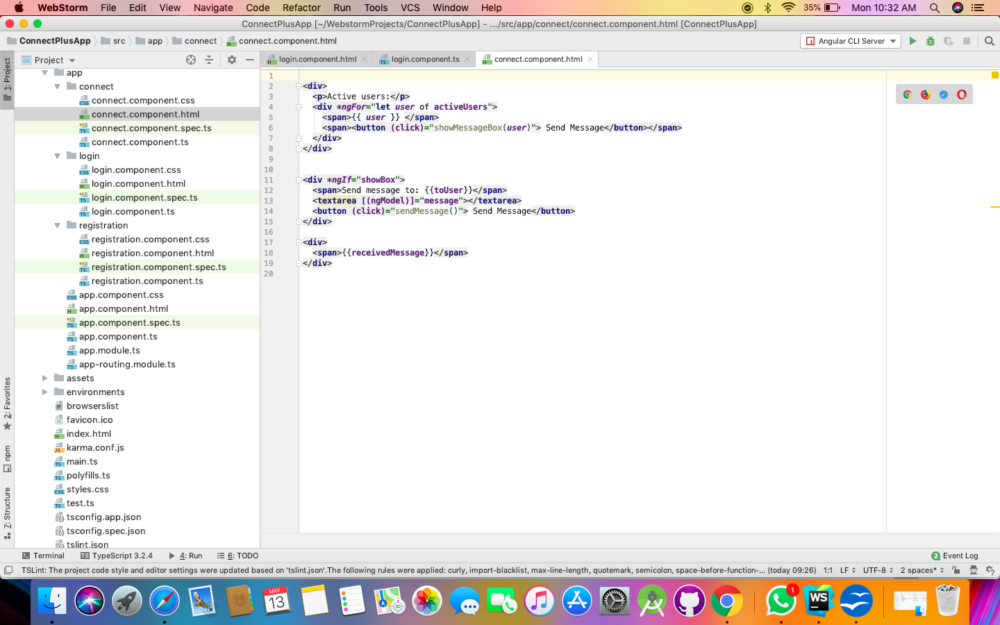 WebStorm File Edit View Navigate Code Refactor Run Tools VCS Window Help 35% Mon 10:32 AM
ConnectPlusApp [~/WebstormProjects/ConnectPlusApp] - .../src/app/connect/connect.component.html [ConnectPlusApp]
ConnectPlusApp src app connect connect.component.html Angular CLI Server
Project login.component.html login.component.ts connect.component.html
1: Project
2: Favorites
npm
Z: Structure
app
connect
connect.component.css
connect.component.html
connect.component.spec.ts
connect.component.ts
login
login.component.css
login.component.html
login.component.spec.ts
login.component.ts
registration
registration.component.css
registration.component.html
registration.component.spec.ts
registration.component.ts
app.component.css
app.component.html
app.component.spec.ts
app.component.ts
app.module.ts
app-routing.module.ts
assets
environments
browserslist
favicon.ico
index.html
karma.conf.js
main.ts
polyfills.ts
styles.css
test.ts
tsconfig.app.json
tsconfig.spec.json
tslint.json
1
2 <div>
3 <p>Active users:</p>
4 <div *ngFor="let user of activeUsers">
5 <span>{{ user }} </span>
6 <span><button (click)="showMessageBox(user)"> Send Message</button></span>
7 </div>
8 </div>
9
10
11 <div *ngIf="showBox">
12 <span>Send message to: {{toUser}}</span>
13 <textarea [(ngModel)]="message"></textarea>
14 <button (click)="sendMessage()"> Send Message</button>
15 </div>
16
17 <div>
18 <span>{{receivedMessage}}</span>
19 </div>
20
Terminal TypeScript 3.2.4 4: Run 6: TODO 2 Event Log
TSLint: The project code style and editor settings were updated based on 'tslint.json'.The following rules were applied: curly, import-blacklist, max-line-length, quotemark, semicolon, space-before-function-... (today 09:26) 1:1 LF UTF-8 2 spaces*
MAY
13
3D
1
WS